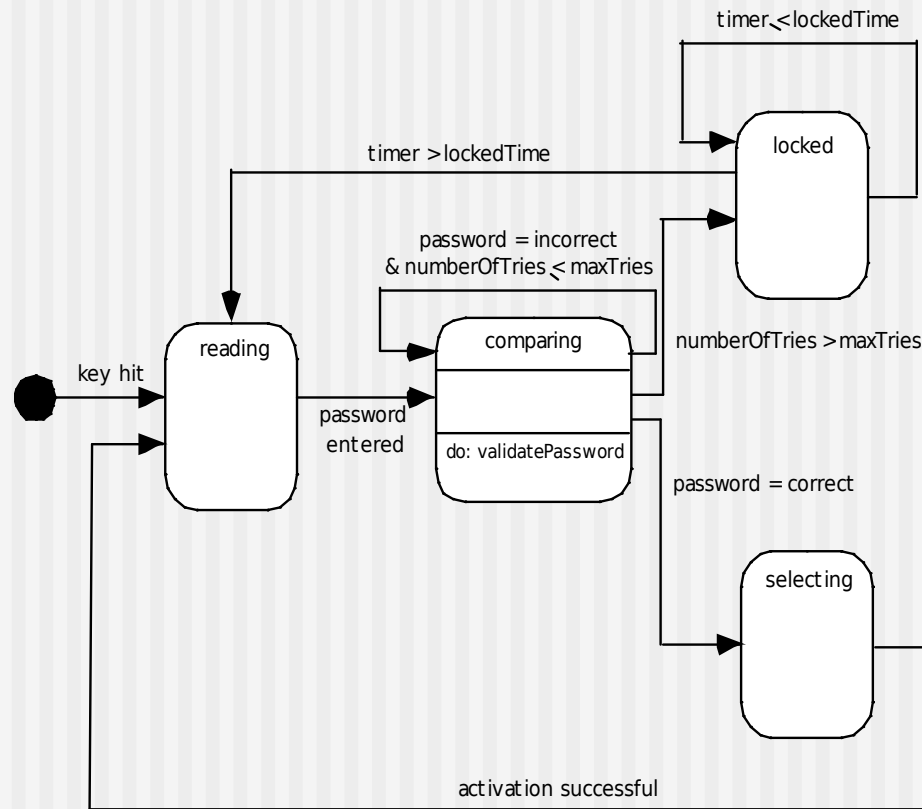 timer < lockedTime
locked
timer > lockedTime
password = incorrect
& numberOfTries < maxTries
reading
comparing
numberOfTries > maxTries
key hit
password
entered
do: validatePassword
password = correct
selecting
activation successful